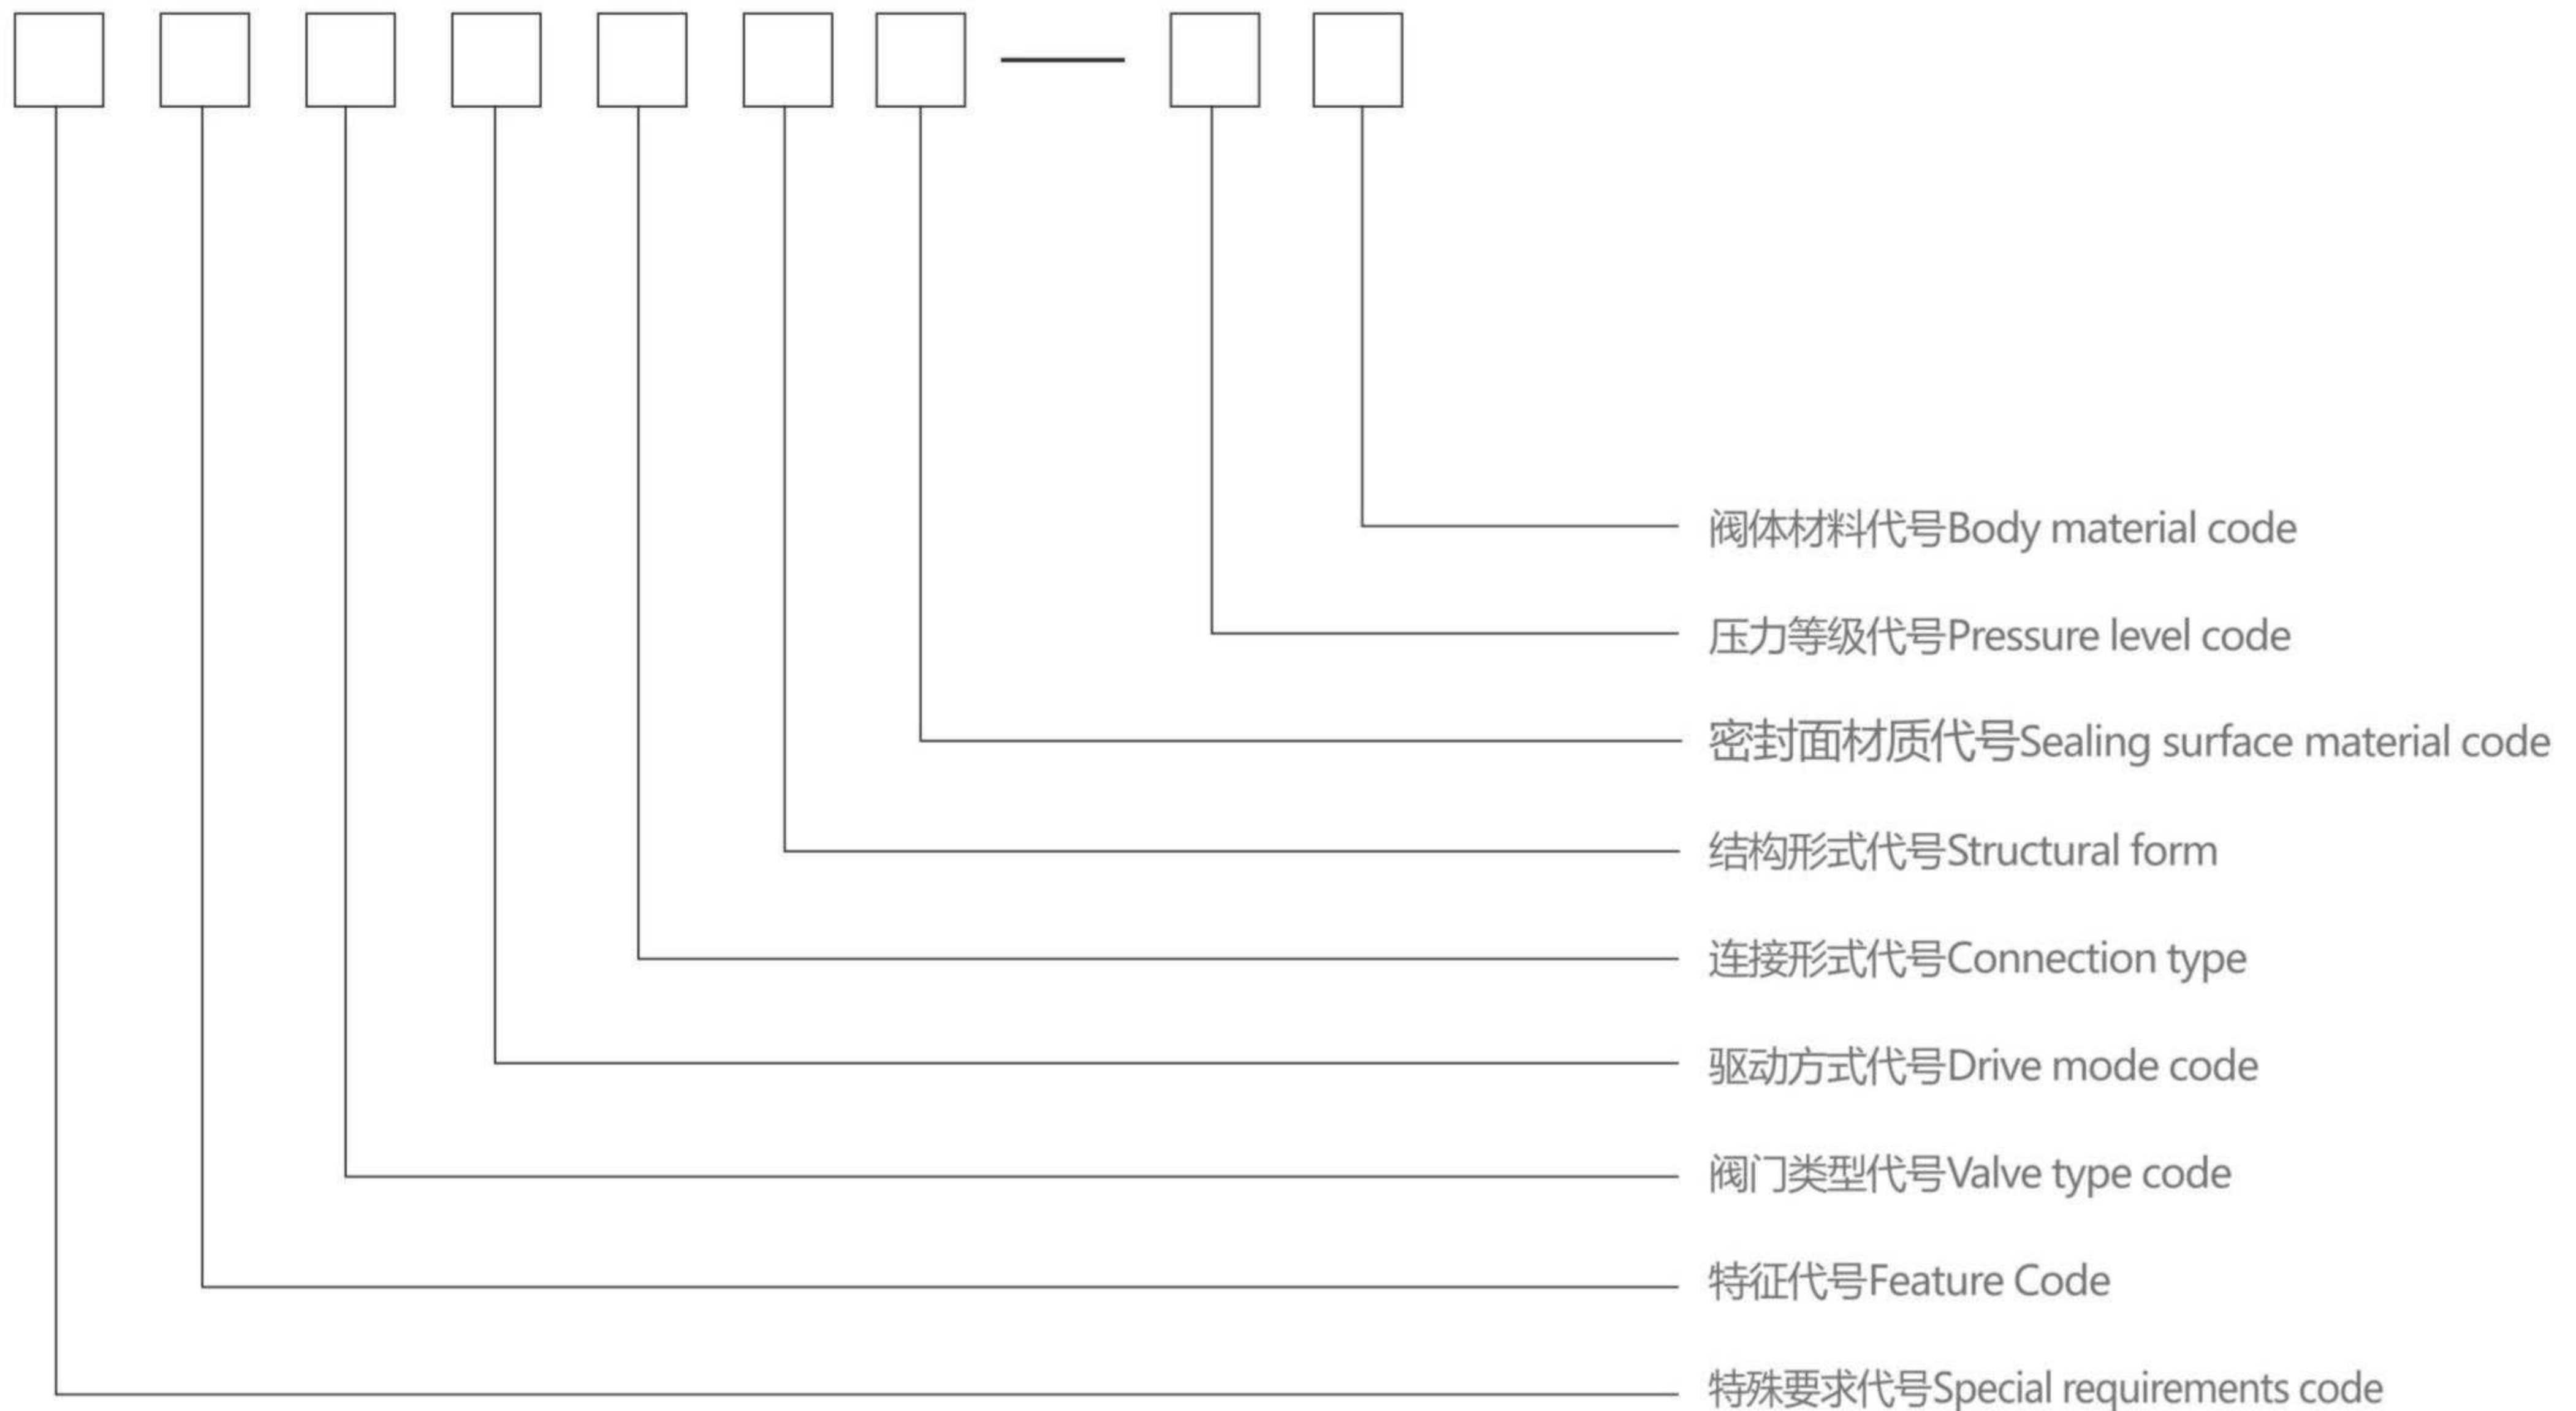 阀体材料代号Body material code
压力等级代号Pressure level code
密封面材质代号Sealing surface material code
结构形式代号Structural form
连接形式代号Connection type
驱动方式代号Drive mode code
阀门类型代号Valve type code
特征代号Feature Code
特殊要求代号Special requirements code